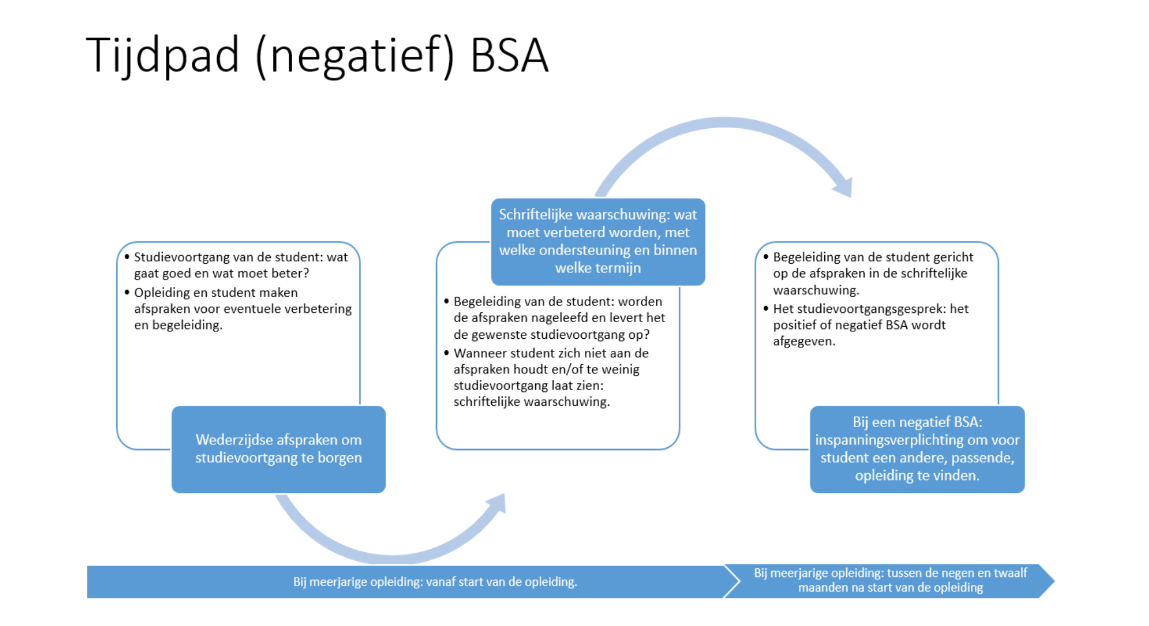 Tijdpad (negatief) BSA
• Studievoortgang van de student: wat
gaat goed en wat moet beter?
• Opleiding en student maken
afspraken voor eventuele verbetering
en begeleiding.
Wederzijdse afspraken om
studievoortgang te borgen
Schriftelijke waarschuwing: wat
moet verbeterd worden, met
welke ondersteuning en binnen
welke termijn
• Begeleiding van de student: worden
de afspraken nageleefd en levert het
de gewenste studievoortgang op?
• Wanneer student zich niet aan de
afspraken houdt en/of te weinig
studievoortgang laat zien:
schriftelijke waarschuwing.
• Begeleiding van de student gericht
op de afspraken in de schriftelijke
waarschuwing.
• Het studievoortgangsgesprek: het
positief of negatief BSA wordt
afgegeven.
Bij een negatief BSA:
inspanningsverplichting om voor
student een andere, passende,
opleiding te vinden.
Bij meerjarige opleiding: vanaf start van de opleiding.
Bij meerjarige opleiding: tussen de negen en twaalf
maanden na start van de opleiding